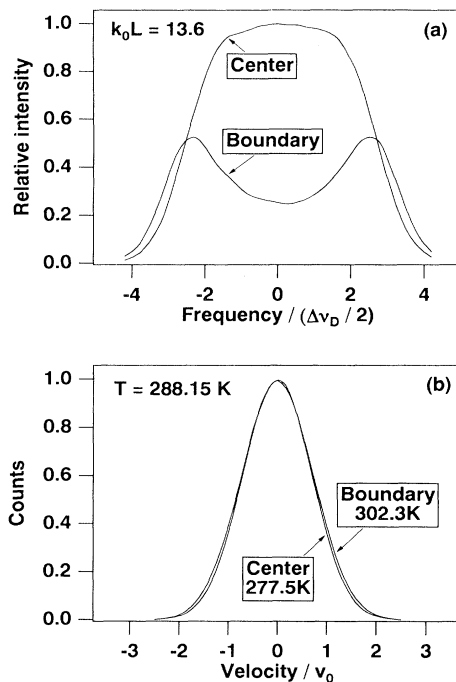 k₀L = 13.6
(a)
Center
Boundary
Relative intensity
1.0
0.8
0.6
0.4
0.2
0.0
-4 -2 0 2 4
Frequency / (Δν_D / 2)
T = 288.15 K
(b)
Boundary
302.3K
Center
277.5K
Counts
1.0
0.8
0.6
0.4
0.2
0.0
-3 -2 -1 0 1 2 3
Velocity / v₀